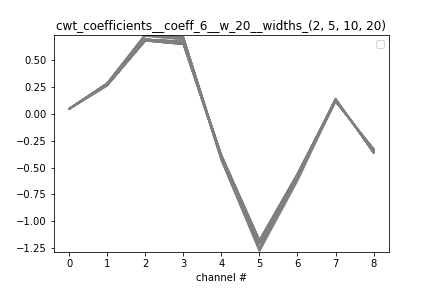 cwt_coefficients__coeff_6__w_20__widths_(2, 5, 10, 20)
0.50
0.25
0.00
−0.25
−0.50
−0.75
−1.00
−1.25
0 1 2 3 4 5 6 7 8
channel #